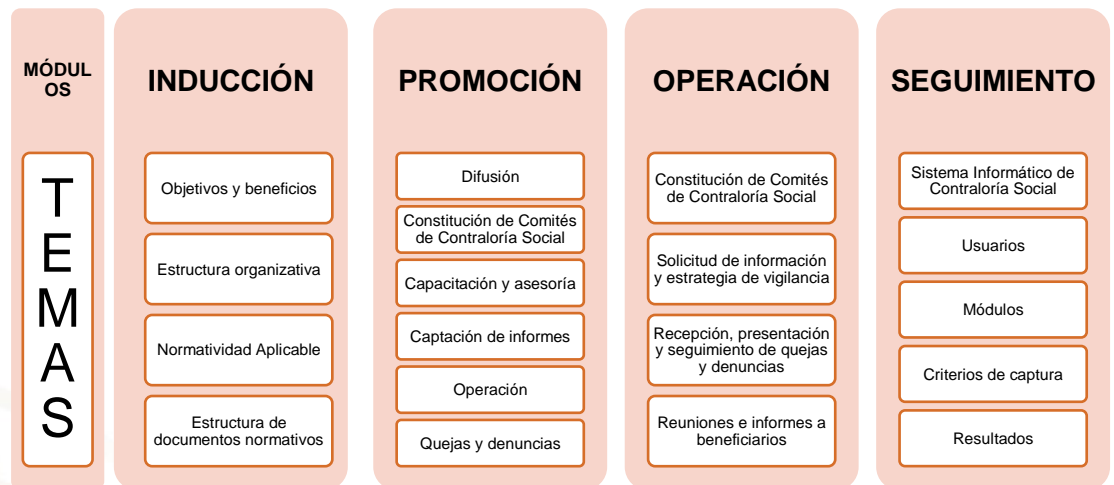 MÓDUL
OS
T
E
M
A
S
INDUCCIÓN
Objetivos y beneficios
Estructura organizativa
Normatividad Aplicable
Estructura de
documentos normativos
PROMOCIÓN
Difusión
Constitución de Comités
de Contraloría Social
Capacitación y asesoría
Captación de informes
Operación
Quejas y denuncias
OPERACIÓN
Constitución de Comités
de Contraloría Social
Solicitud de información
y estrategia de vigilancia
Recepción, presentación
y seguimiento de quejas
y denuncias
Reuniones e informes a
beneficiarios
SEGUIMIENTO
Sistema Informático de
Contraloría Social
Usuarios
Módulos
Criterios de captura
Resultados